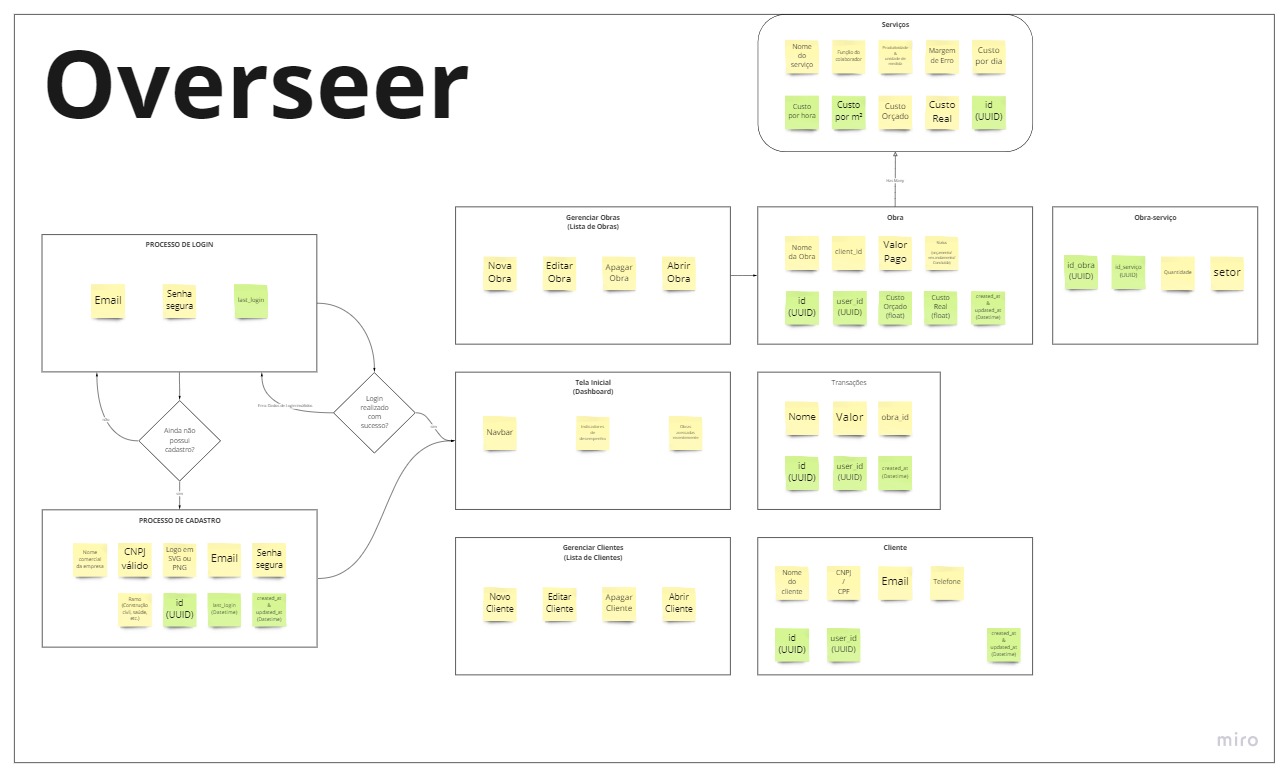 Overseer
Serviços
Nome
do
serviço
Função do
colaborador
Produtividade
&
unidade de
medida
Margem
de Erro
Custo
por dia
Custo
por hora
Custo
por m²
Custo
Orçado
Custo
Real
id
(UUID)
Has Many
PROCESSO DE LOGIN
Email
Senha
segura
last_login
Gerenciar Obras
(Lista de Obras)
Nova
Obra
Editar
Obra
Apagar
Obra
Abrir
Obra
Obra
Nome
da Obra
client_id
Valor
Pago
id
(UUID)
user_id
(UUID)
Custo
Orçado
(float)
Custo
Real
(float)
created_at
&
updated_at
(Datetime)
Obra-serviço
id_obra
(UUID)
id_serviço
(UUID)
Quantidade
setor
Login
realizado
com
sucesso?
Ainda não
possui
cadastro?
Tela Inicial
(Dashboard)
Navbar
Indicadores
de
desempenho
Obras
acessadas
recentemente
Transações
Nome
Valor
obra_id
id
(UUID)
user_id
(UUID)
created_at
(Datetime)
PROCESSO DE CADASTRO
Nome
comercial
da empresa
CNPJ
válido
Logo em
SVG ou
PNG
Email
Senha
segura
Ramo
(Construção
civil, saúde,
etc.)
id
(UUID)
last_login
(Datetime)
created_at
&
updated_at
(Datetime)
Gerenciar Clientes
(Lista de Clientes)
Novo
Cliente
Editar
Cliente
Apagar
Cliente
Abrir
Cliente
Cliente
Nome
do
cliente
CNPJ
/
CPF
Email
Telefone
id
(UUID)
user_id
(UUID)
created_at
&
updated_at
(Datetime)
miro